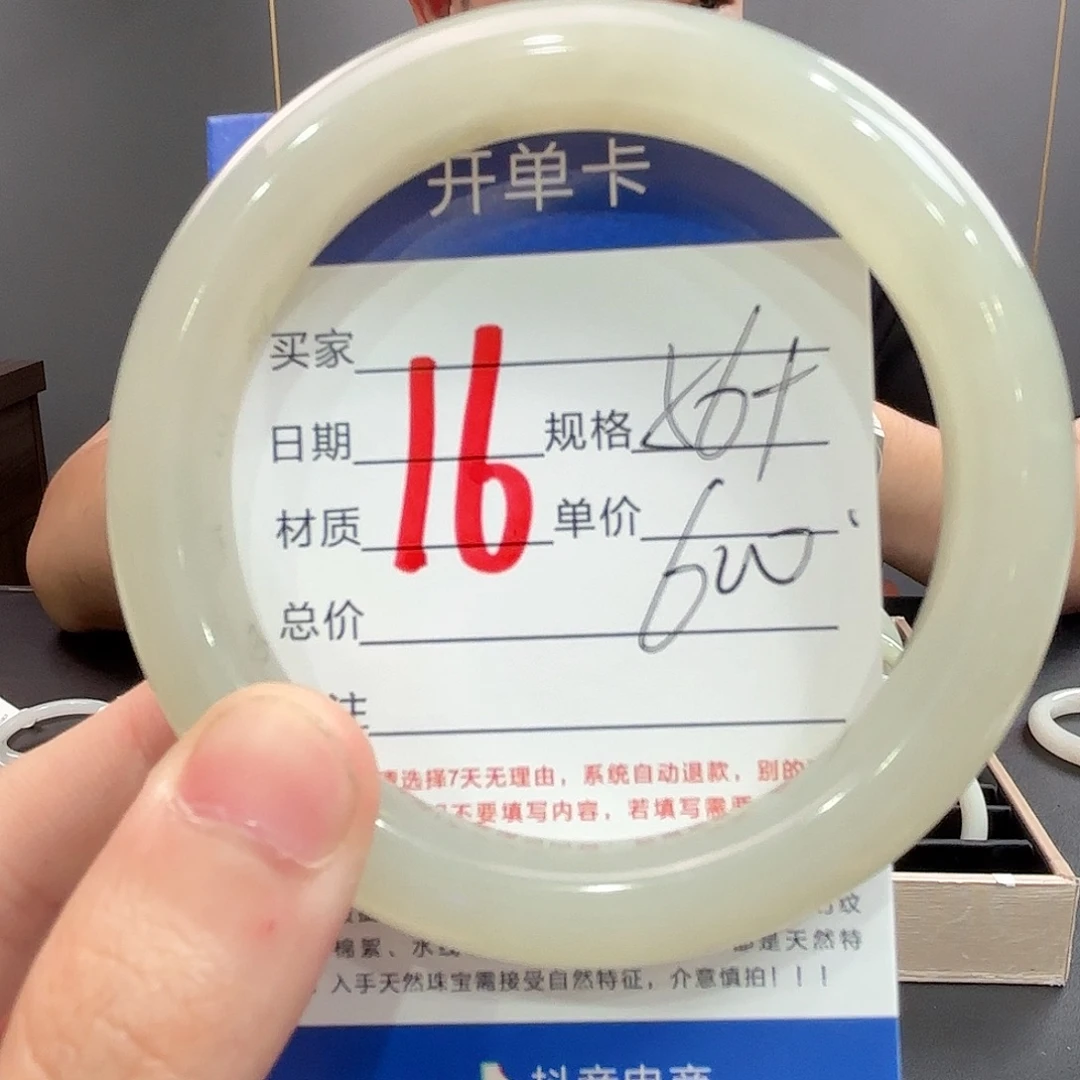 开单卡
买家
日期 规格
材质 16 单价 600
总价
注
选择7天无理由，系统自动退款，别的
不要填写内容，若填写需要
棉絮、水线 都是天然特
入手天然珠宝需接受自然特征，介意慎拍！！！
抖音电商